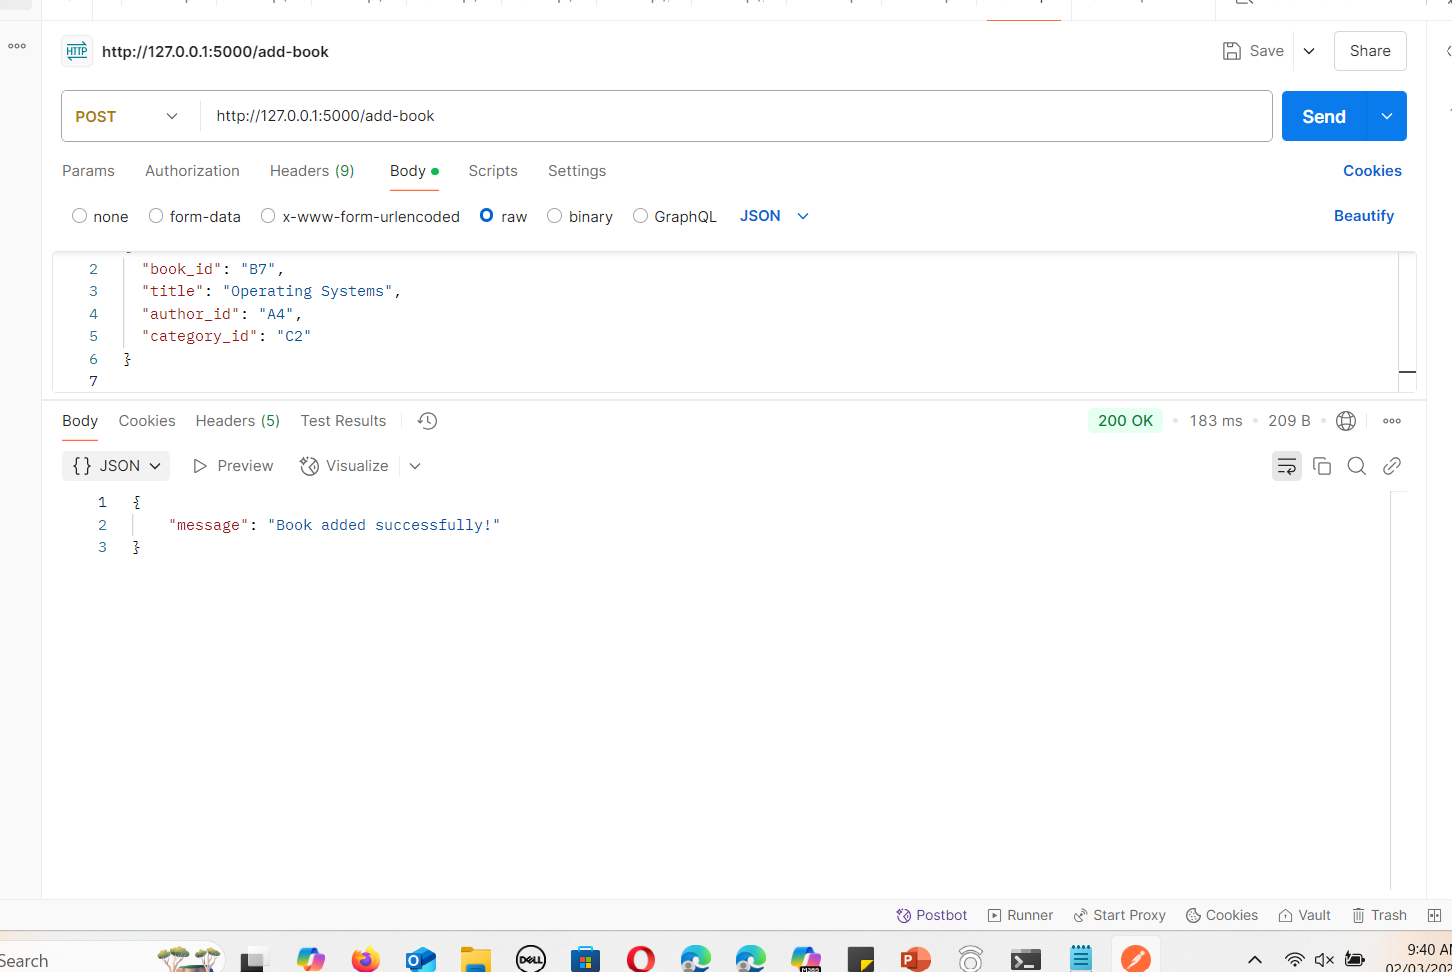 HTTP http://127.0.0.1:5000/add-book Save Share
POST http://127.0.0.1:5000/add-book Send
Params Authorization Headers (9) Body Scripts Settings Cookies
none form-data x-www-form-urlencoded raw binary GraphQL JSON Beautify
2 "book_id": "B7",
3 "title": "Operating Systems",
4 "author_id": "A4",
5 "category_id": "C2"
6 }
7
Body Cookies Headers (5) Test Results 200 OK 183 ms 209 B
{} JSON Preview Visualize
1 {
2 "message": "Book added successfully!"
3 }
Postbot Runner Start Proxy Cookies Vault Trash
Search DELL M365 9:40
02/03/